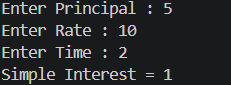 Enter Principal : 5
Enter Rate : 10
Enter Time : 2
Simple Interest = 1